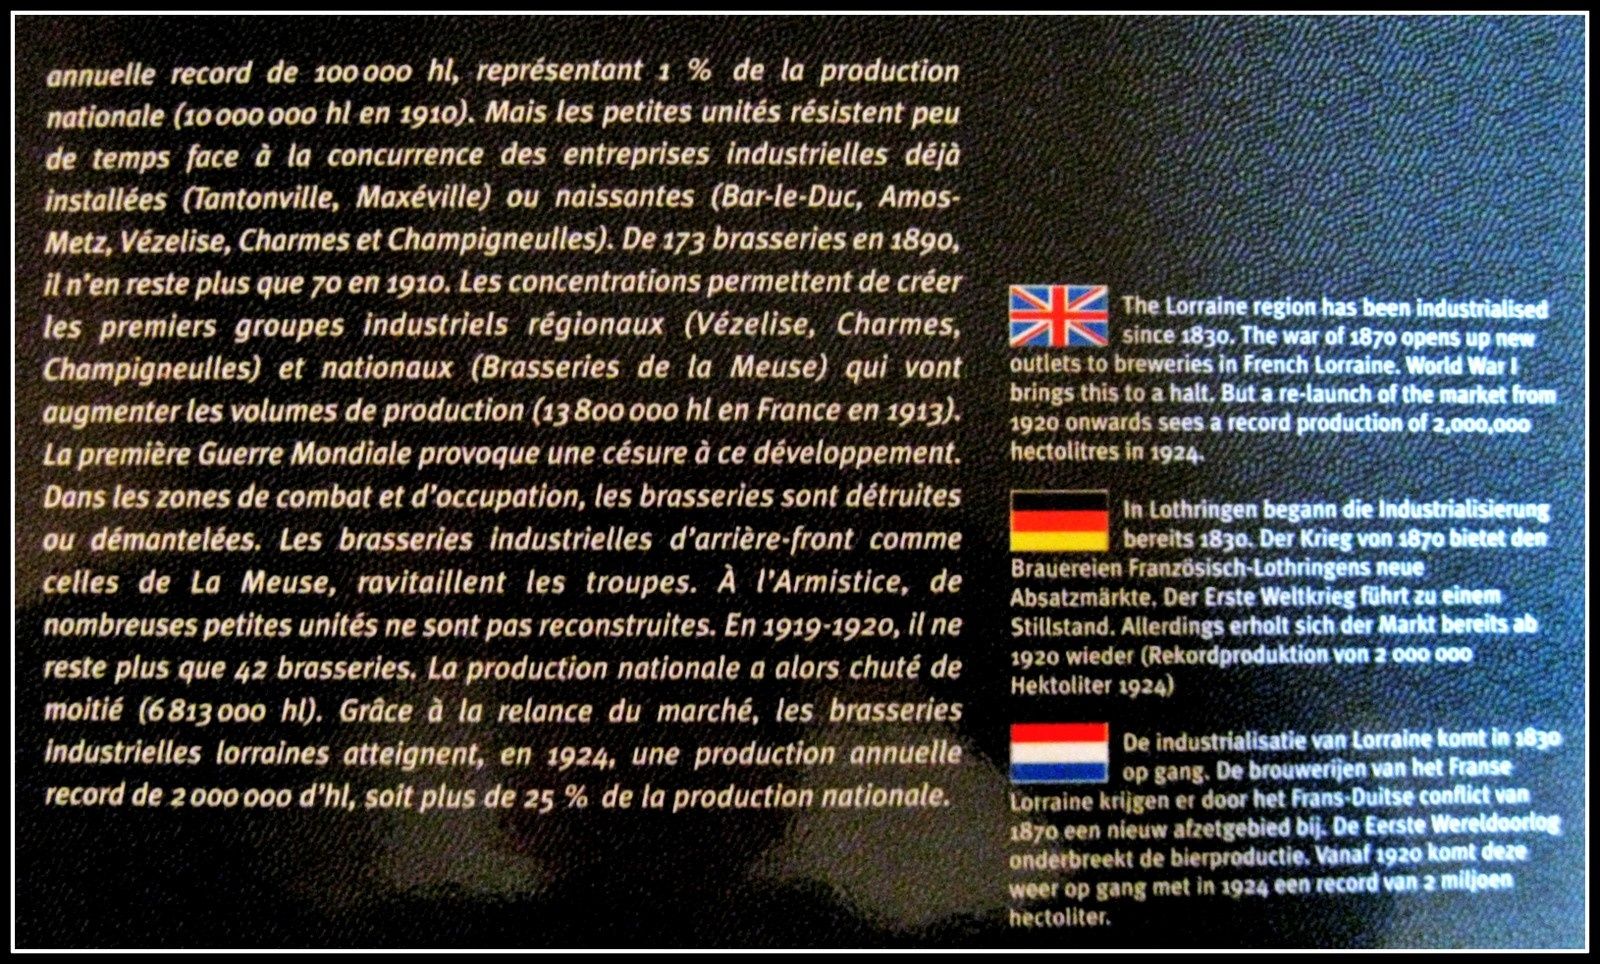 annuelle record de 100 000 hl, représentant 1 % de la production
nationale (10 000 000 hl en 1910). Mais les petites unités résistent peu
de temps face à la concurrence des entreprises industrielles déjà
installées (Tantonville, Maxéville) ou naissantes (Bar-le-Duc, Amos-
Metz, Vézelise, Charmes et Champigneulles). De 173 brasseries en 1890,
il n'en reste plus que 70 en 1910. Les concentrations permettent de créer
les premiers groupes industriels régionaux (Vézelise, Charmes,
Champigneulles) et nationaux (Brasseries de la Meuse) qui vont
augmenter les volumes de production (13 800 000 hl en France en 1913).
La première Guerre Mondiale provoque une césure à ce développement.
Dans les zones de combat et d'occupation, les brasseries sont détruites
ou démantelées. Les brasseries industrielles d'arrière-front comme
celles de La Meuse, ravitaillent les troupes. À l'Armistice, de
nombreuses petites unités ne sont pas reconstruites. En 1919-1920, il ne
reste plus que 42 brasseries. La production nationale a alors chuté de
moitié (6 813 000 hl). Grâce à la relance du marché, les brasseries
industrielles lorraines atteignent, en 1924, une production annuelle
record de 2 000 000 d'hl, soit plus de 25 % de la production nationale.
The Lorraine region has been industrialised
since 1830. The war of 1870 opens up new
outlets to breweries in French Lorraine. World War I
brings this to a halt. But a re-launch of the market from
1920 onwards sees a record production of 2,000,000
hectolitres in 1924.
In Lothringen begann die Industrialisierung
bereits 1830. Der Krieg von 1870 bietet den
Brauereien Französisch-Lothringens neue
Absatzmärkte. Der Erste Weltkrieg führt zu einem
Stillstand. Allerdings erholt sich der Markt bereits ab
1920 wieder (Rekordproduktion von 2 000 000
Hektoliter 1924)
De industrialisatie van Lorraine komt in 1830
op gang. De brouwerijen van het Franse
Lorraine krijgen er door het Frans-Duitse conflict van
1870 een nieuw afzetgebied bij. De Eerste Wereldoorlog
onderbreekt de bierproductie. Vanaf 1920 komt deze
weer op gang met in 1924 een record van 2 miljoen
hectoliter.